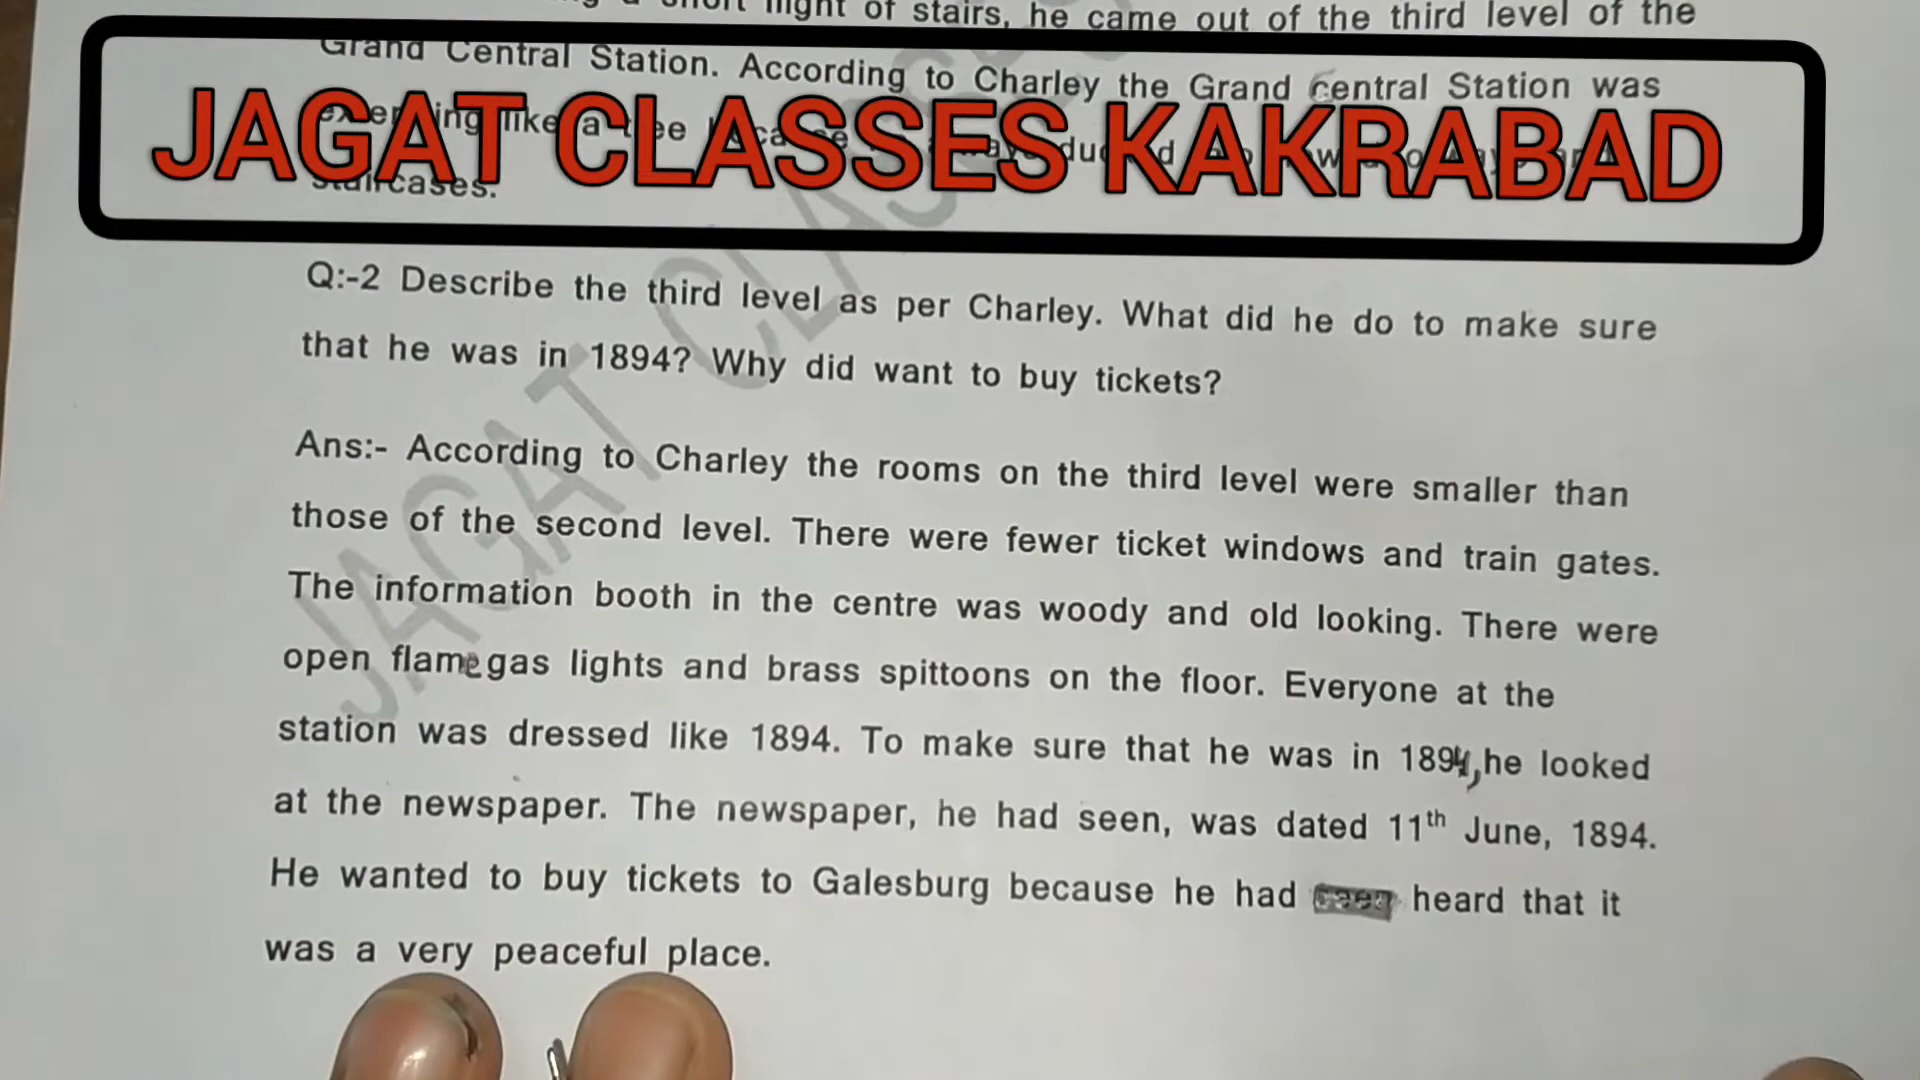 short flight of stairs, he came out of the third level of the
Grand Central Station. According to Charley the Grand central Station was
JAGAT CLASSES KAKRABAD
staircases.
Q:-2 Describe the third level as per Charley. What did he do to make sure
that he was in 1894? Why did want to buy tickets?
Ans:- According to Charley the rooms on the third level were smaller than
those of the second level. There were fewer ticket windows and train gates.
The information booth in the centre was woody and old looking. There were
open flame gas lights and brass spittoons on the floor. Everyone at the
station was dressed like 1894. To make sure that he was in 1894, he looked
at the newspaper. The newspaper, he had seen, was dated 11th June, 1894.
He wanted to buy tickets to Galesburg because he had heard that it
was a very peaceful place.
JAGAT CLASSES